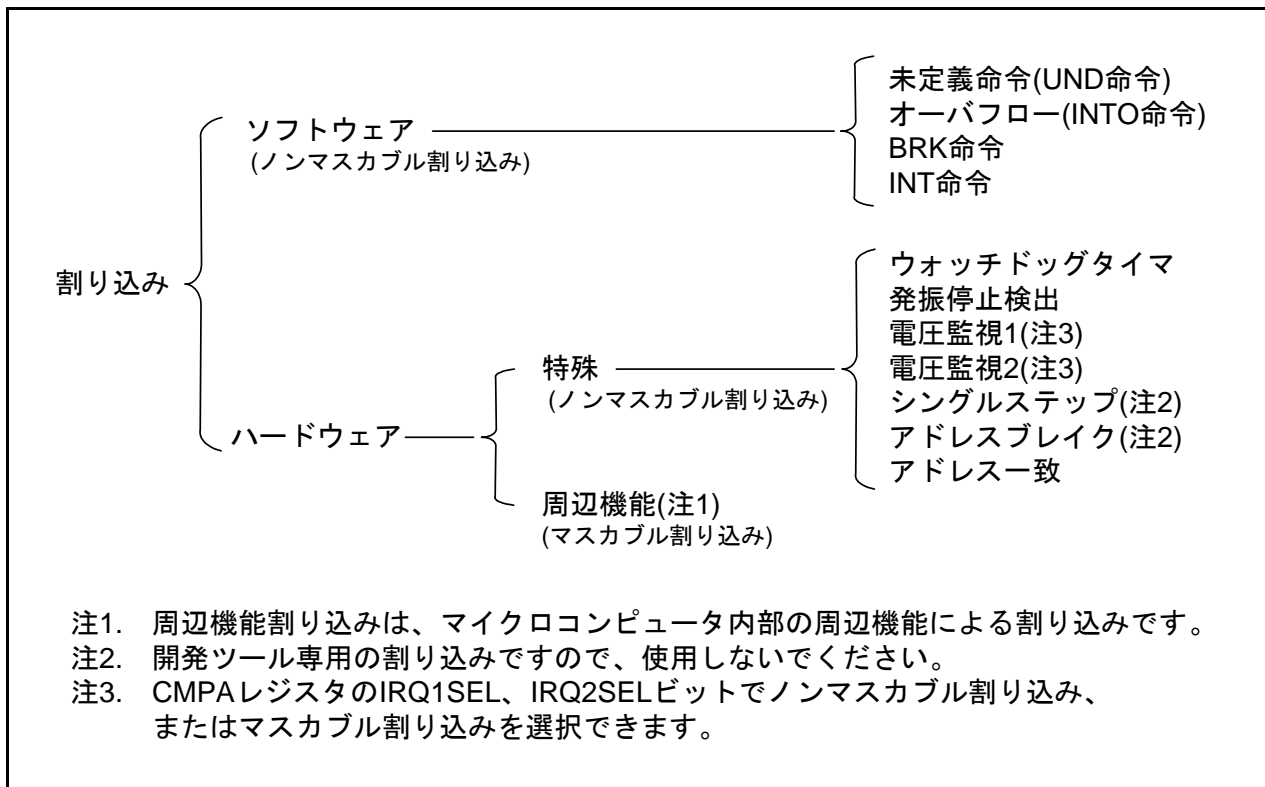 未定義命令(UND命令)
オーバフロー(INTO命令)
BRK命令
INT命令
ソフトウェア
(ノンマスカブル割り込み)
割り込み
ウォッチドッグタイマ
発振停止検出
電圧監視1(注3)
電圧監視2(注3)
シングルステップ(注2)
アドレスブレイク(注2)
アドレス一致
特殊
(ノンマスカブル割り込み)
ハードウェア
周辺機能(注1)
(マスカブル割り込み)
注1. 周辺機能割り込みは、マイクロコンピュータ内部の周辺機能による割り込みです。
注2. 開発ツール専用の割り込みですので、使用しないでください。
注3. CMPAレジスタのIRQ1SEL、IRQ2SELビットでノンマスカブル割り込み、
またはマスカブル割り込みを選択できます。